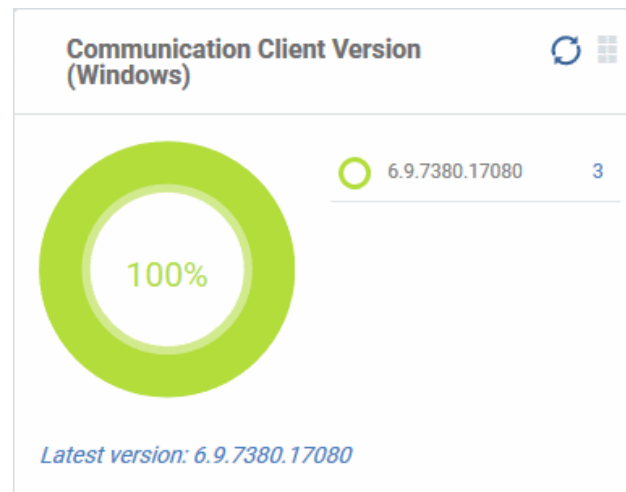 Communication Client Version
(Windows)
6.9.7380.17080 3
100%
Latest version: 6.9.7380.17080